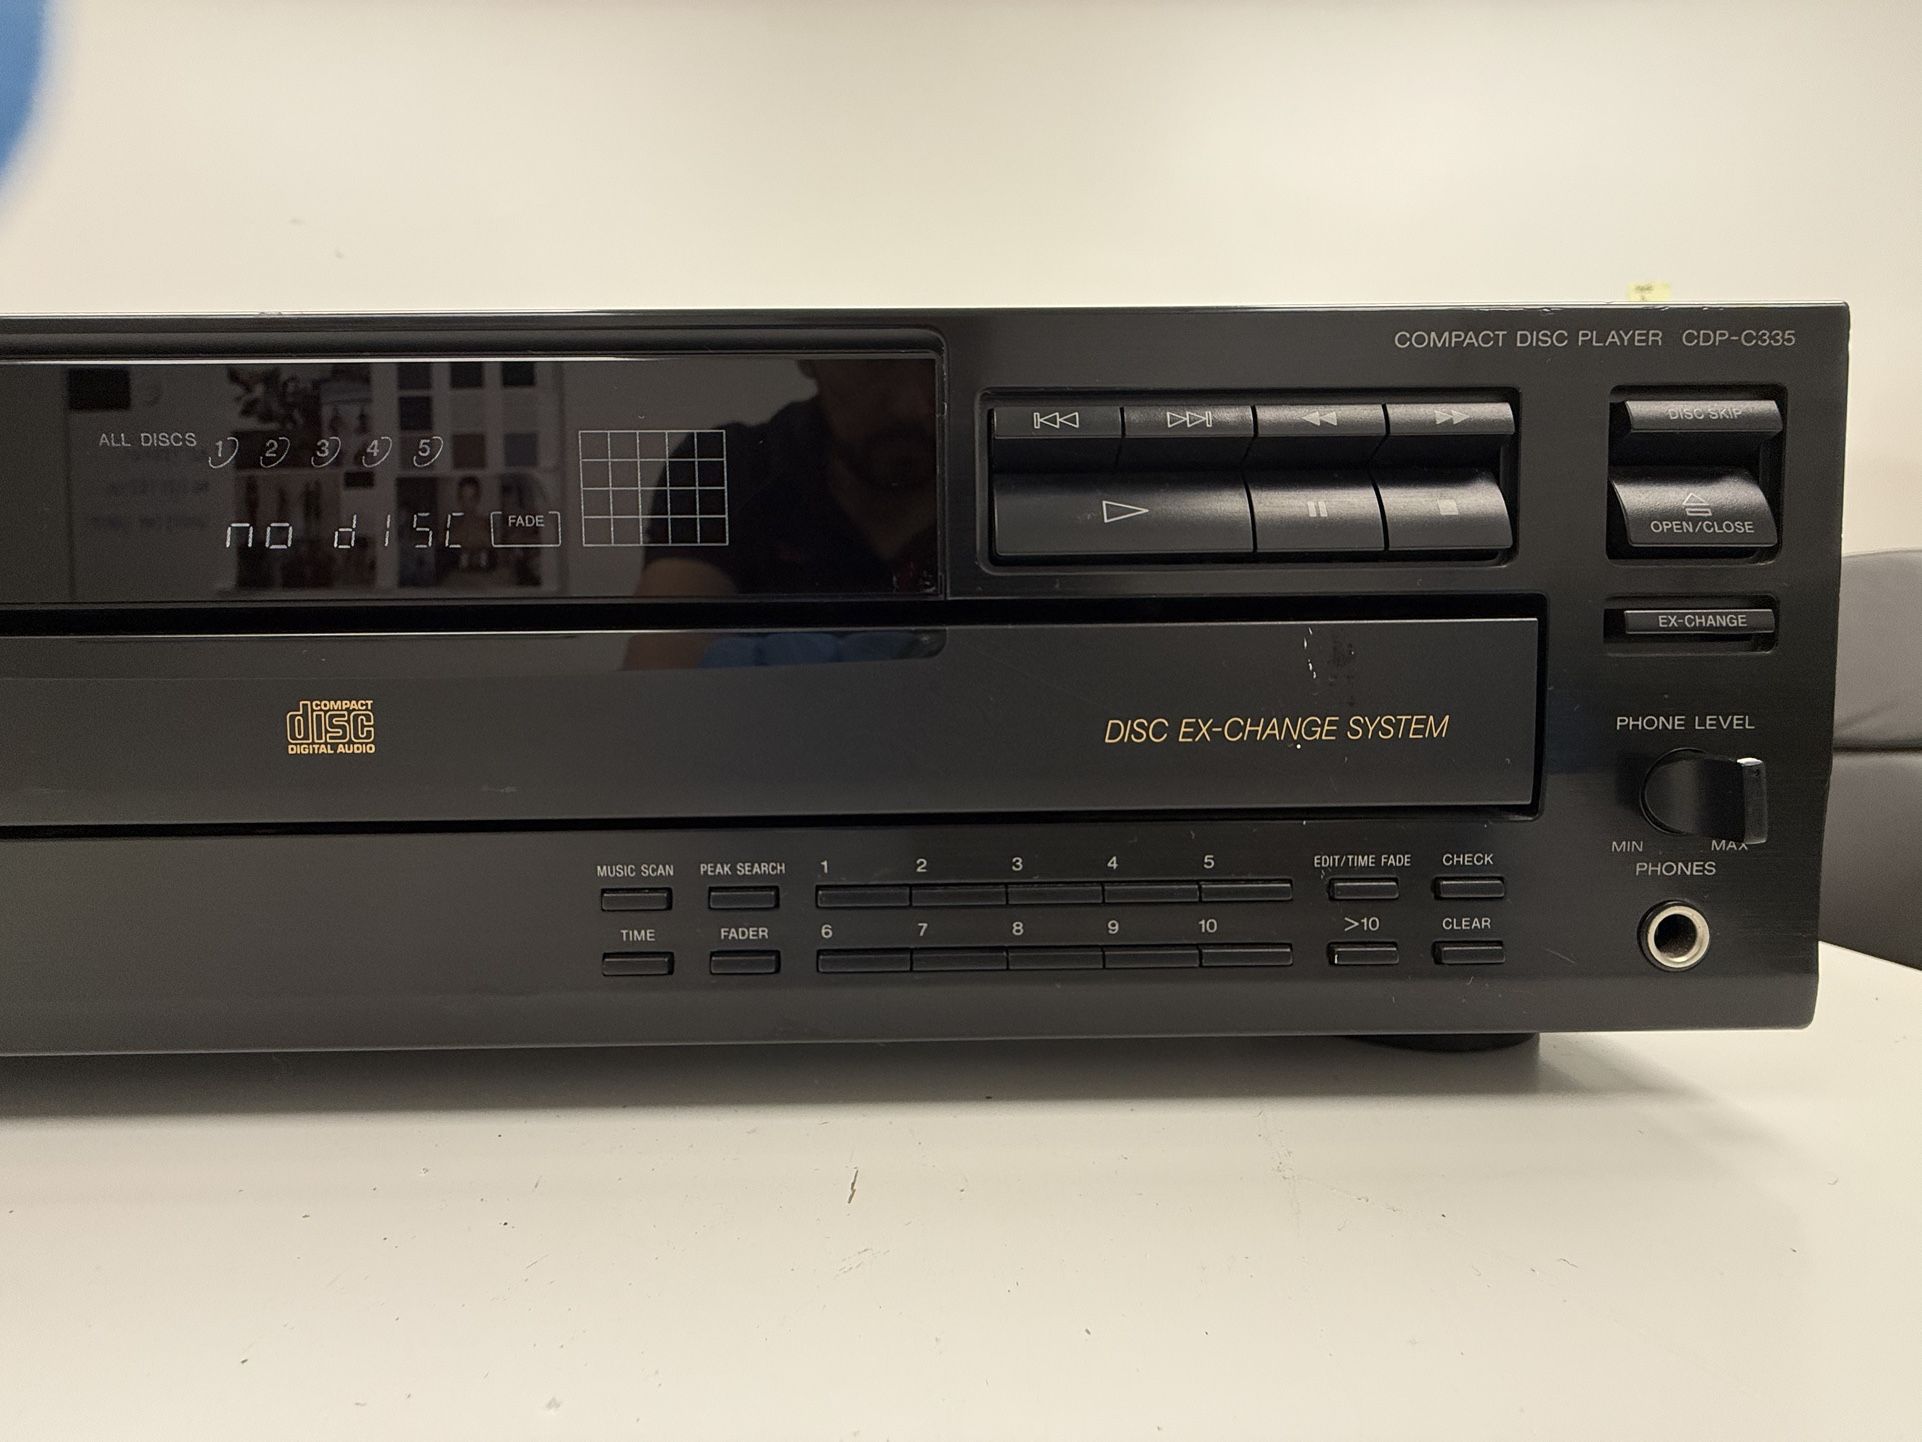 COMPACT DISC PLAYER CDP-C335
ALL DISCS 1 2 3 4 5
no dISC FADE
DISC SKIP
OPEN/CLOSE
EX-CHANGE
COMPACT
disc
DIGITAL AUDIO
DISC EX-CHANGE SYSTEM
PHONE LEVEL
MIN MAX
PHONES
MUSIC SCAN PEAK SEARCH 1 2 3 4 5 EDIT/TIME FADE CHECK
TIME FADER 6 7 8 9 10 >10 CLEAR